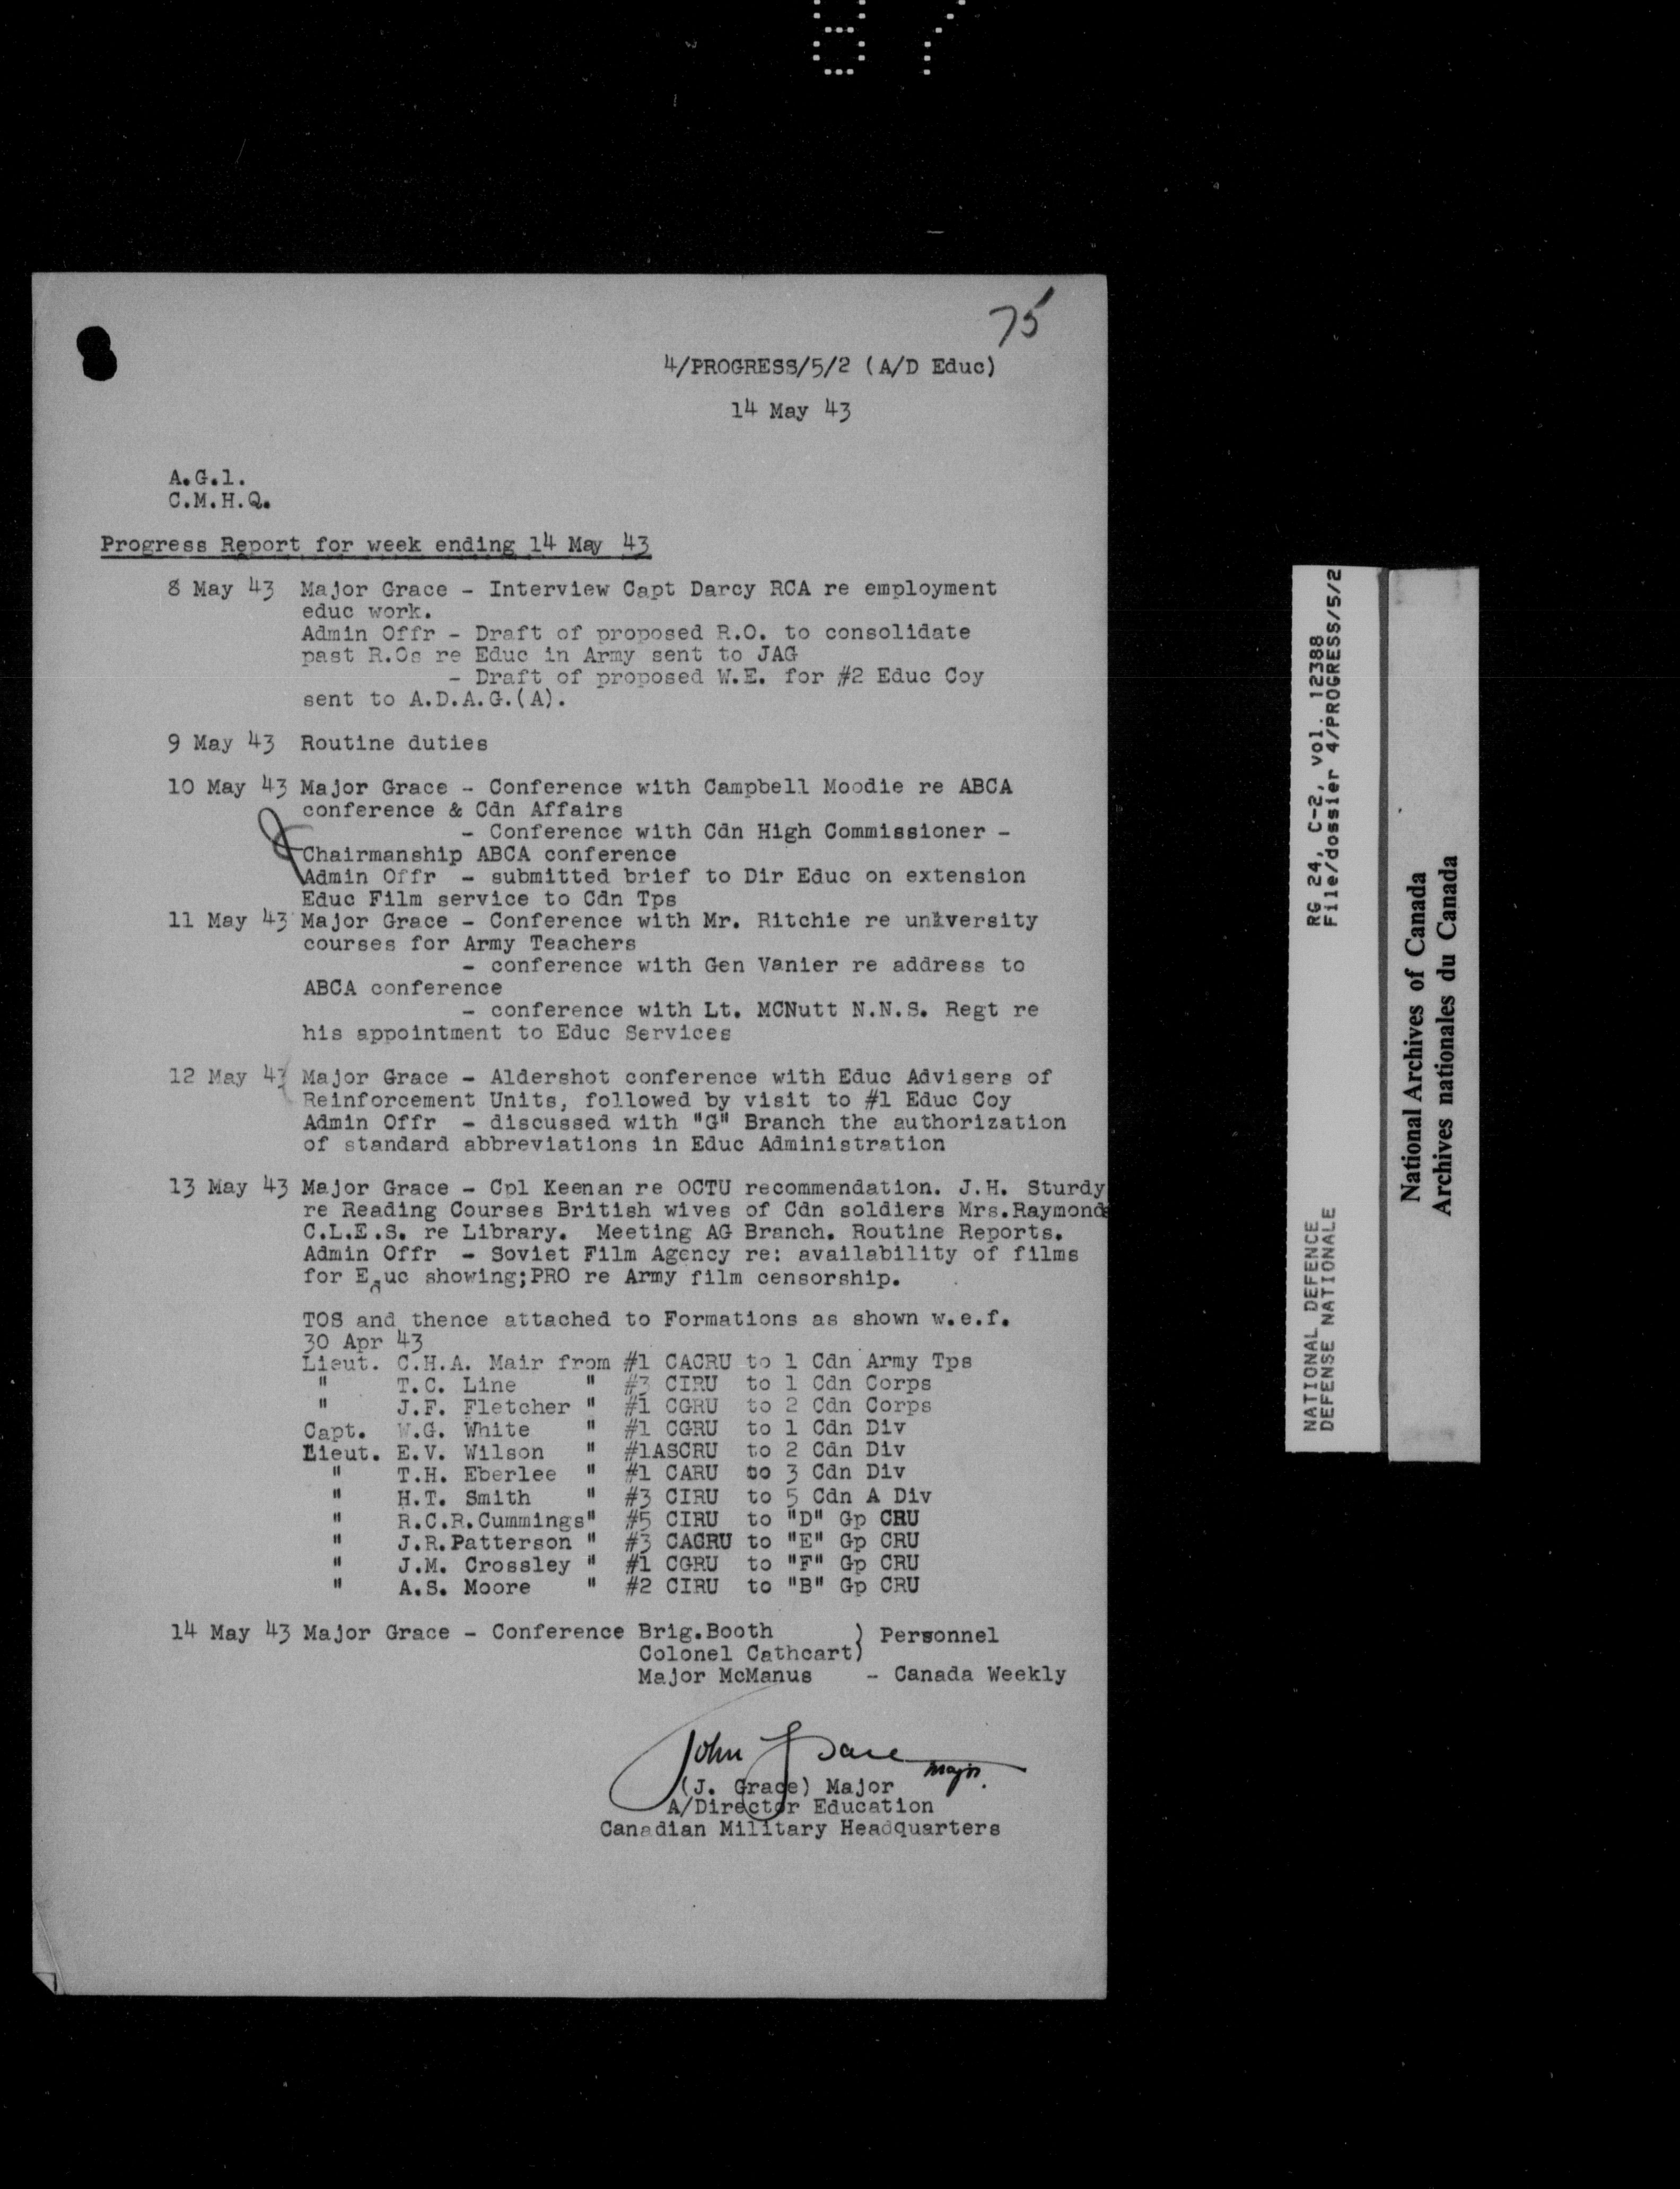 75
4/PROGRESS/5/2 (A/D Educ)
14 May 43
A.G.1.
C.M.H.Q.
Progress Report for week ending 14 May 43
8 May 43 Major Grace - Interview Capt Darcy RCA re employment
educ work.
Admin Offr - Draft of proposed R.O. to consolidate
past R.Os re Educ in Army sent to JAG
- Draft of proposed W.E. for #2 Educ Coy
sent to A.D.A.G.(A).
9 May 43 Routine duties
10 May 43 Major Grace - Conference with Campbell Moodie re ABCA
conference & Cdn Affairs
- Conference with Cdn High Commissioner -
Chairmanship ABCA conference
Admin Offr - submitted brief to Dir Educ on extension
Educ Film service to Cdn Tps
11 May 43 Major Grace - Conference with Mr. Ritchie re university
courses for Army Teachers
- conference with Gen Vanier re address to
ABCA conference
- conference with Lt. MCNutt N.N.S. Regt re
his appointment to Educ Services
12 May 43 Major Grace - Aldershot conference with Educ Advisers of
Reinforcement Units, followed by visit to #1 Educ Coy
Admin Offr - discussed with "G" Branch the authorization
of standard abbreviations in Educ Administration
13 May 43 Major Grace - Cpl Keenan re OCTU recommendation. J.H. Sturdy
re Reading Courses British wives of Cdn soldiers Mrs.Raymonds
C.L.E.S. re Library. Meeting AG Branch. Routine Reports.
Admin Offr - Soviet Film Agency re: availability of films
for Educ showing;PRO re Army film censorship.
TOS and thence attached to Formations as shown w.e.f.
30 Apr 43
Lieut. C.H.A. Mair from #1 CACRU to 1 Cdn Army Tps
" T.C. Line " #3 CIRU to 1 Cdn Corps
" J.F. Fletcher " #1 CGRU to 2 Cdn Corps
Capt. W.G. White " #1 CGRU to 1 Cdn Div
Lieut. E.V. Wilson " #1ASCRU to 2 Cdn Div
" T.H. Eberlee " #1 CARU to 3 Cdn Div
" H.T. Smith " #3 CIRU to 5 Cdn A Div
" R.C.R.Cummings" #5 CIRU to "D" Gp CRU
" J.R.Patterson " #3 CACRU to "E" Gp CRU
" J.M. Crossley " #1 CGRU to "F" Gp CRU
" A.S. Moore " #2 CIRU to "B" Gp CRU
14 May 43 Major Grace - Conference Brig.Booth ) Personnel
Colonel Cathcart)
Major McManus - Canada Weekly
John Grace Major.
(J. Grace) Major
A/Director Education
Canadian Military Headquarters
NATIONAL DEFENCE RG 24, C-2, vol. 12388
DEFENSE NATIONALE File/dossier 4/PROGRESS/5/2
National Archives of Canada
Archives nationales du Canada